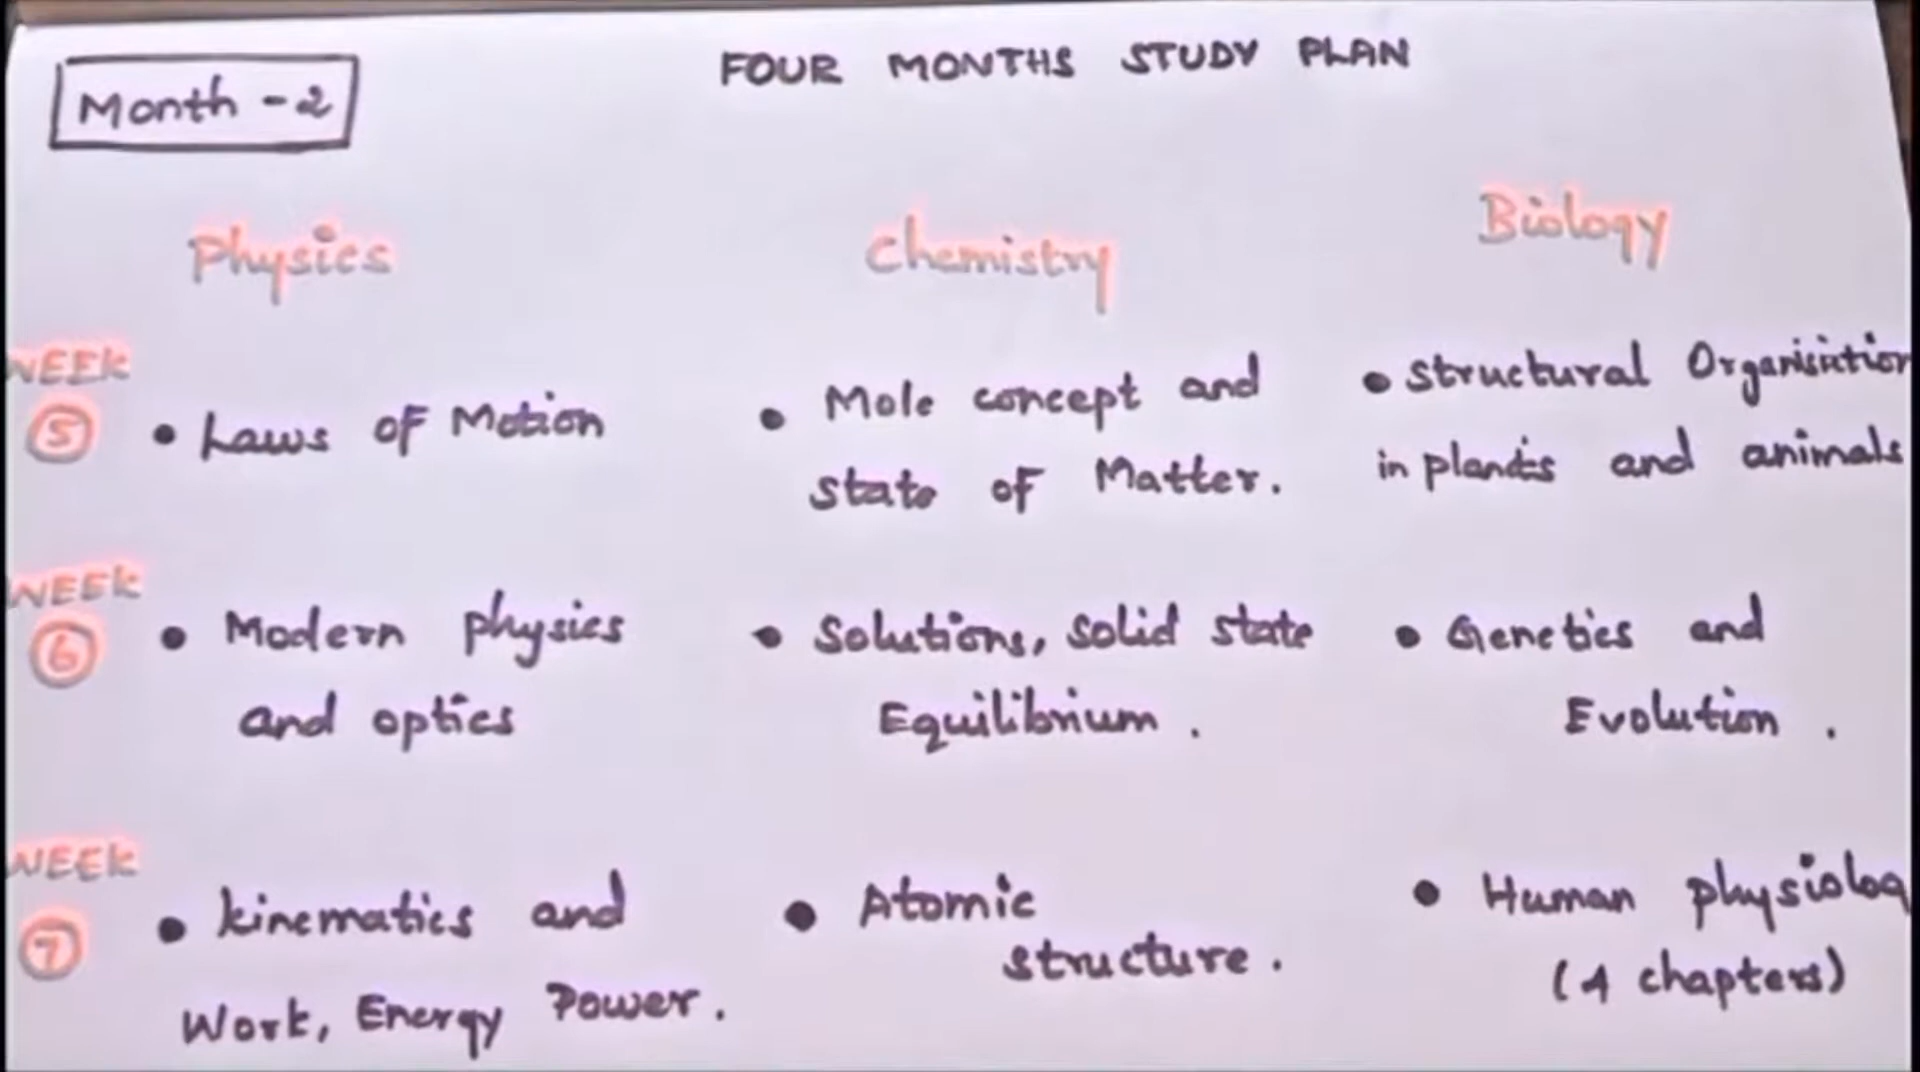 FOUR MONTHS STUDY PLAN
Month - 2
Physics Chemistry Biology
WEEK
5
• Laws of Motion
• Mole concept and
state of Matter.
• Structural Organisation
in plants and animals
WEEK
6
• Modern physics
and optics
• Solutions, solid state
Equilibrium .
• Genetics and
Evolution .
WEEK
7
• kinematics and
Work, Energy Power.
• Atomic
structure .
• Human physiolog
(4 chapters)